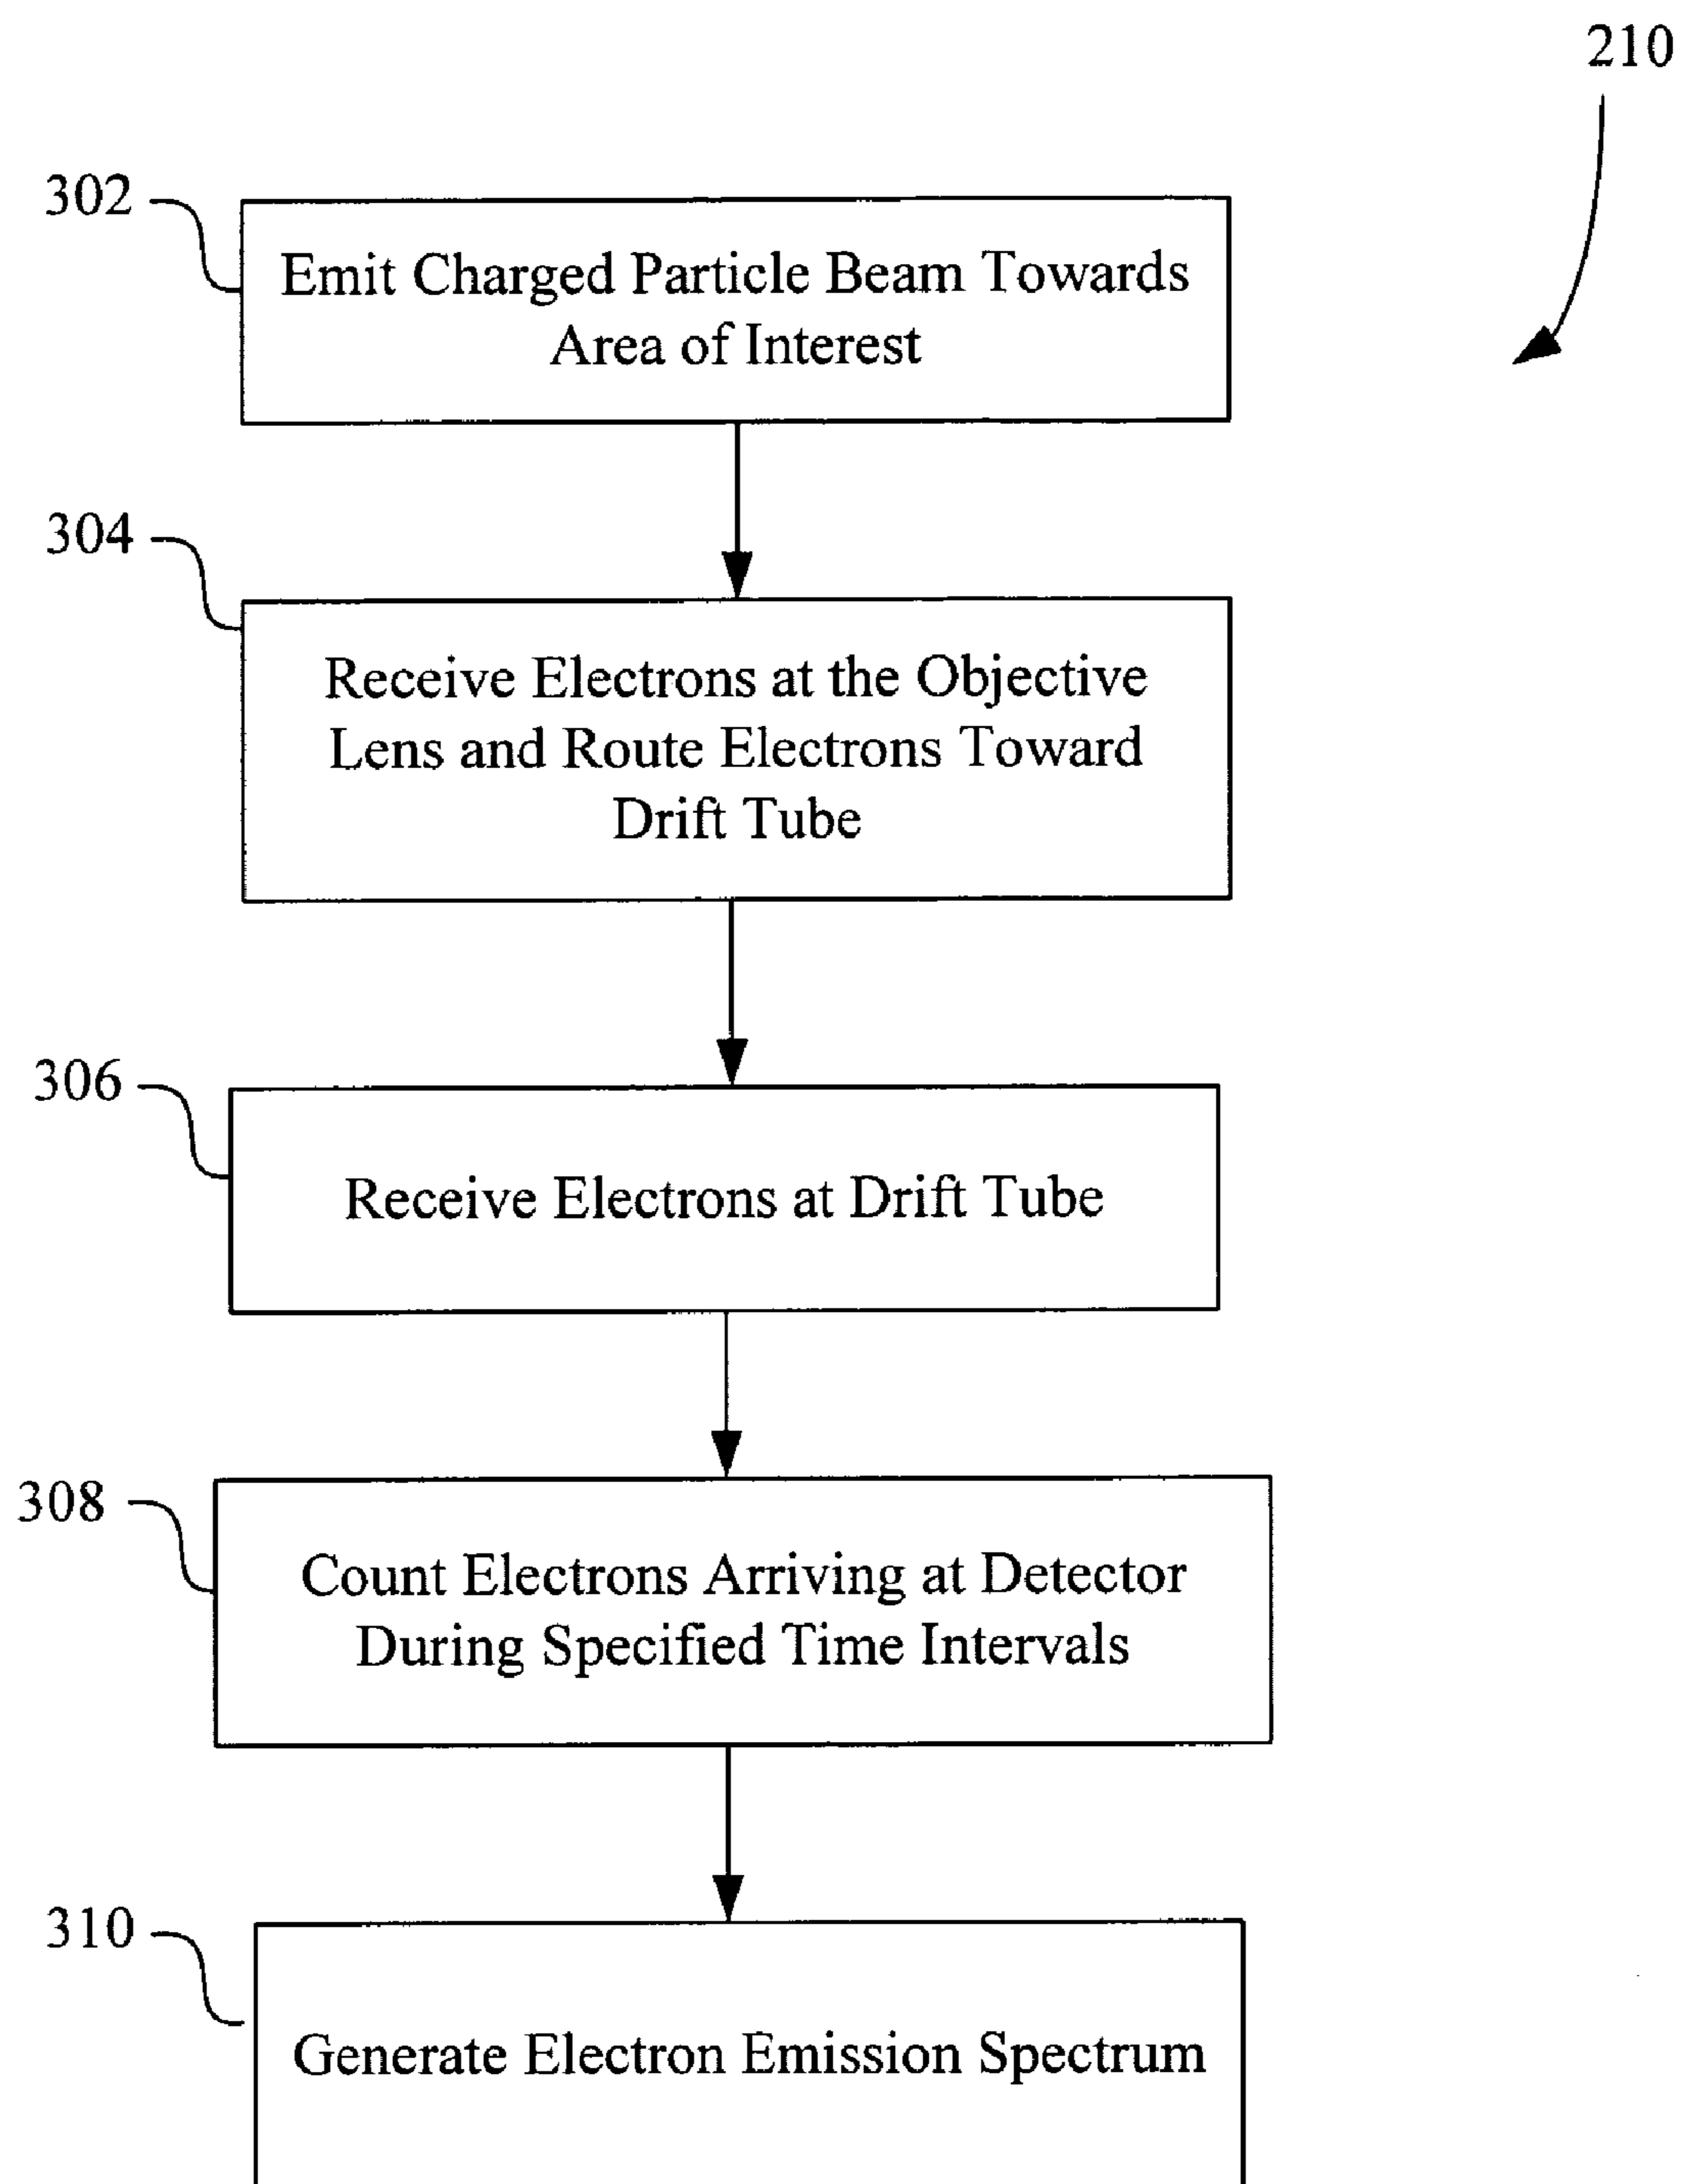 210
302
Emit Charged Particle Beam Towards
Area of Interest
304
Receive Electrons at the Objective
Lens and Route Electrons Toward
Drift Tube
306
Receive Electrons at Drift Tube
308
Count Electrons Arriving at Detector
During Specified Time Intervals
310
Generate Electron Emission Spectrum